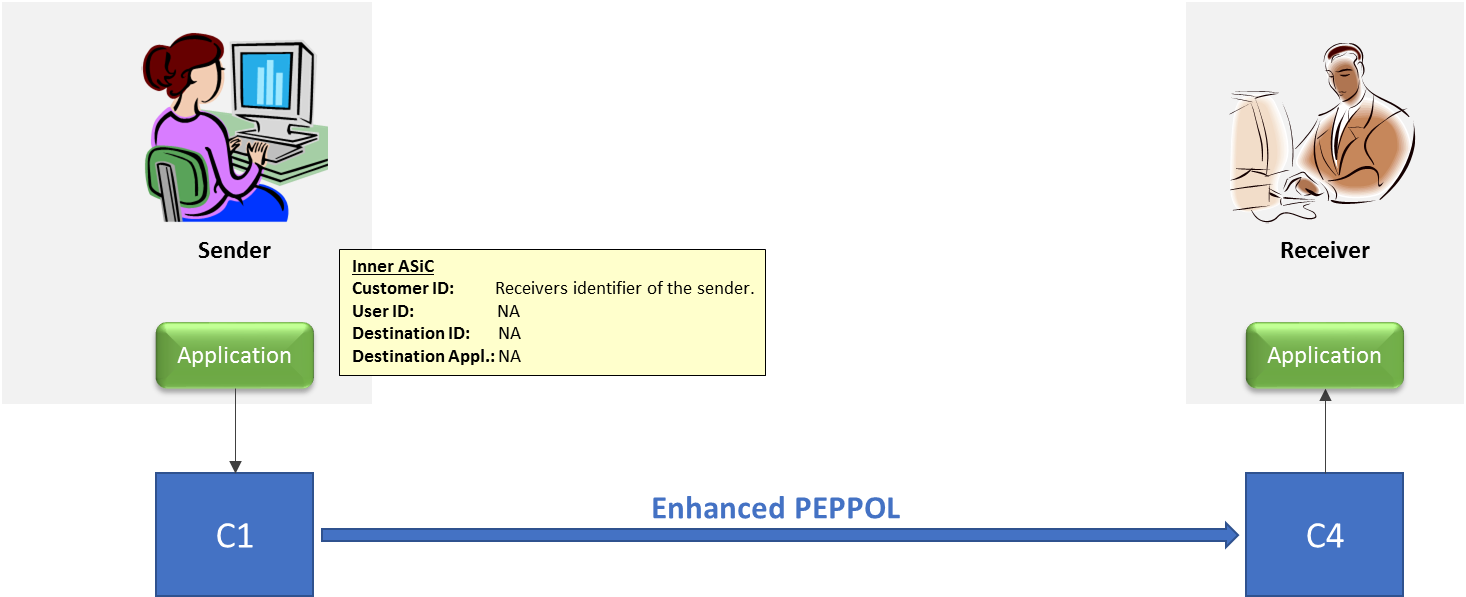 Sender
Receiver
Inner ASiC
Customer ID: Receivers identifier of the sender.
User ID: NA
Destination ID: NA
Destination Appl.: NA
Application
Application
Enhanced PEPPOL
C1
C4